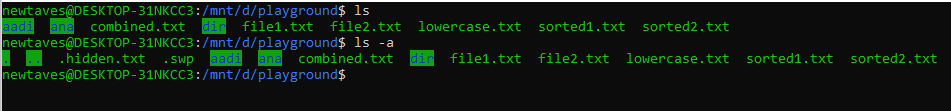 newtaves@DESKTOP-31NKCC3:/mnt/d/playground$ ls
aadi ana combined.txt dir file1.txt file2.txt lowercase.txt sorted1.txt sorted2.txt
newtaves@DESKTOP-31NKCC3:/mnt/d/playground$ ls -a
. .. .hidden.txt .swp aadi ana combined.txt dir file1.txt file2.txt lowercase.txt sorted1.txt sorted2.txt
newtaves@DESKTOP-31NKCC3:/mnt/d/playground$